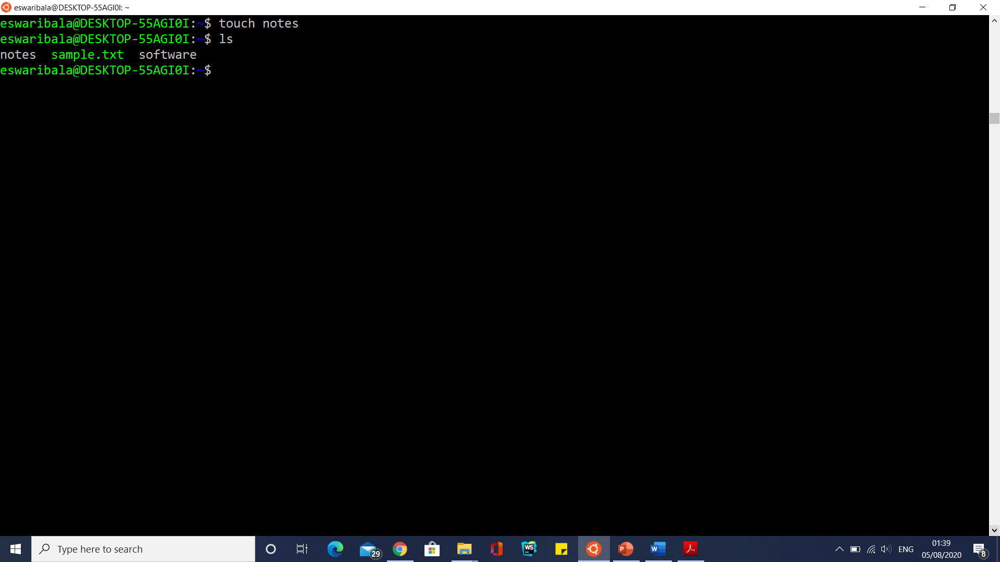 eswaribala@DESKTOP-55AGI0I: ~
eswaribala@DESKTOP-55AGI0I:~$ touch notes
eswaribala@DESKTOP-55AGI0I:~$ ls
notes  sample.txt  software
eswaribala@DESKTOP-55AGI0I:~$
Type here to search
29
WS
P
W
ENG
01:39
05/08/2020
8